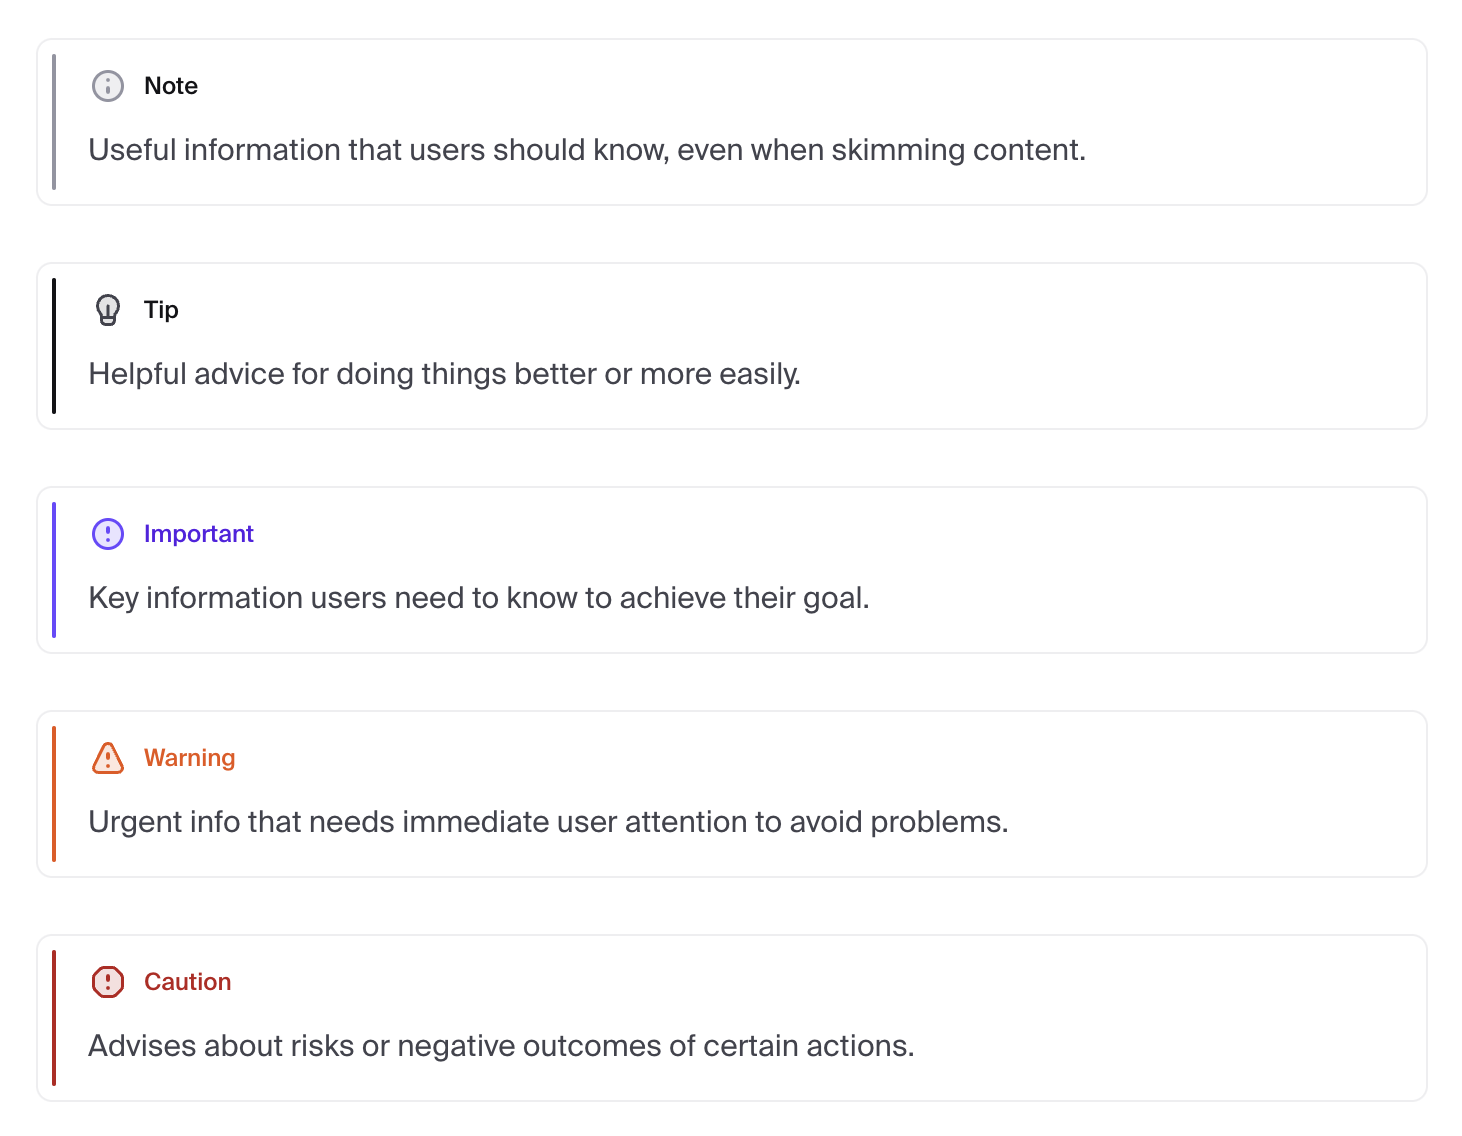 Note
Useful information that users should know, even when skimming content.
Tip
Helpful advice for doing things better or more easily.
Important
Key information users need to know to achieve their goal.
Warning
Urgent info that needs immediate user attention to avoid problems.
Caution
Advises about risks or negative outcomes of certain actions.